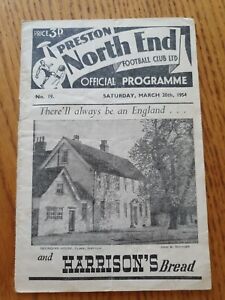 PRICE 3D
PRESTON
North End
FOOTBALL CLUB LTD
OFFICIAL PROGRAMME
No. 19. SATURDAY, MARCH 20th, 1954
There'll always be an England . . .
and HARRISON'S Bread